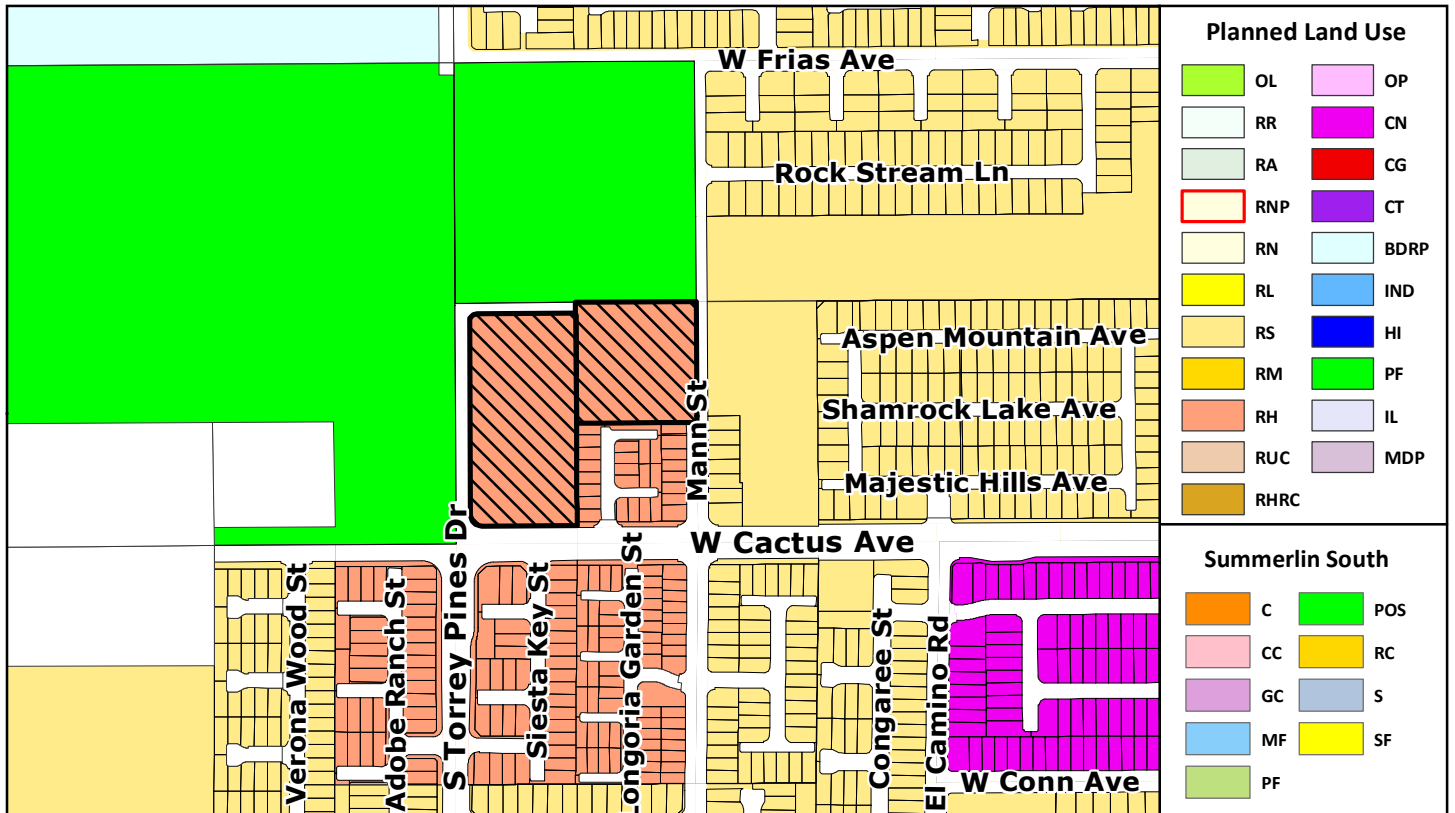 W Frias Ave
Rock Stream Ln
Aspen Mountain Ave
Mann St
Shamrock Lake Ave
Majestic Hills Ave
W Cactus Ave
Verona Wood St
Adobe Ranch St
S Torrey Pines Dr
Siesta Key St
Longoria Garden St
Congaree St
El Camino Rd
W Conn Ave
Planned Land Use
OL OP
RR CN
RA CG
RNP CT
RN BDRP
RL IND
RS HI
RM PF
RH IL
RUC MDP
RHRC
Summerlin South
C POS
CC RC
GC S
MF SF
PF